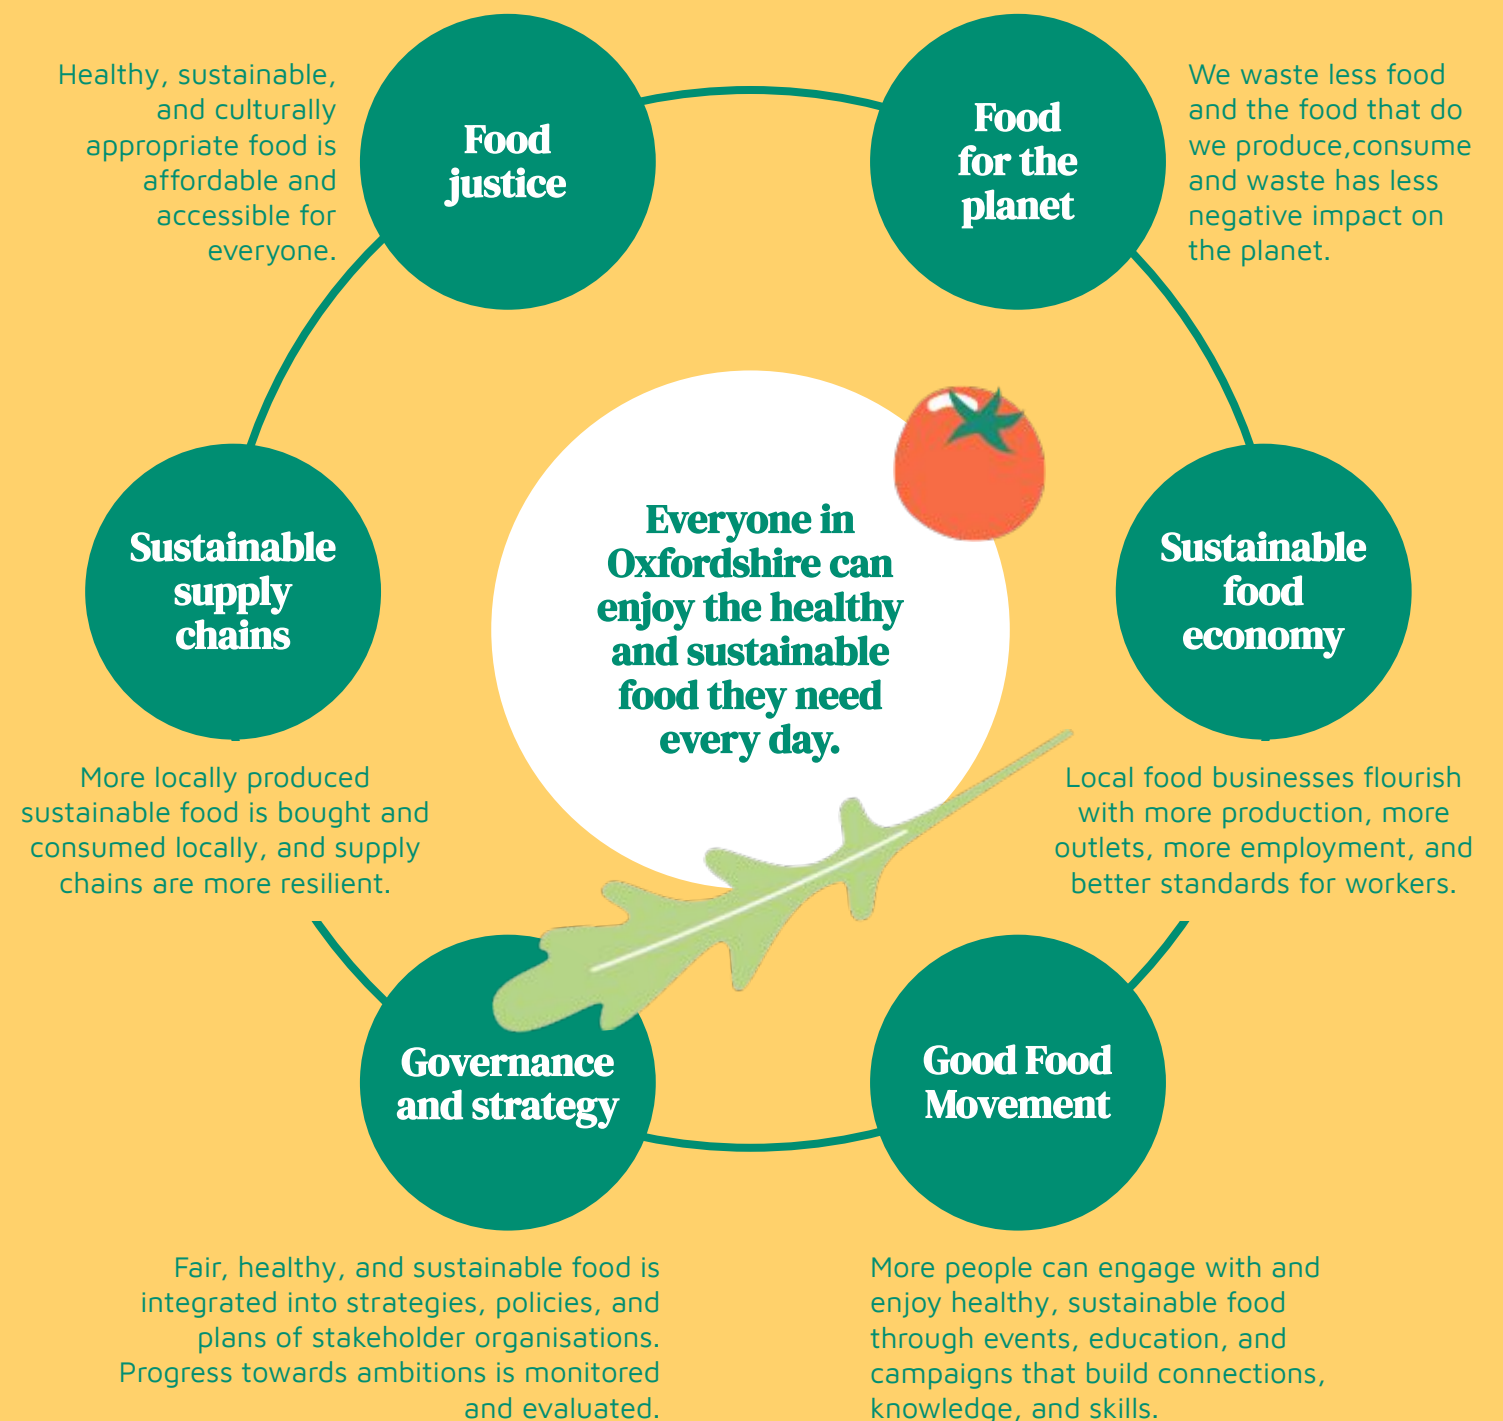 Healthy, sustainable,
and culturally
appropriate food is
affordable and
accessible for
everyone.
Food
justice
Food
for the
planet
We waste less food
and the food that do
we produce,consume
and waste has less
negative impact on
the planet.
Sustainable
supply
chains
More locally produced
sustainable food is bought and
consumed locally, and supply
chains are more resilient.
Everyone in
Oxfordshire can
enjoy the healthy
and sustainable
food they need
every day.
Sustainable
food
economy
Local food businesses flourish
with more production, more
outlets, more employment, and
better standards for workers.
Governance
and strategy
Fair, healthy, and sustainable food is
integrated into strategies, policies, and
plans of stakeholder organisations.
Progress towards ambitions is monitored
and evaluated.
Good Food
Movement
More people can engage with and
enjoy healthy, sustainable food
through events, education, and
campaigns that build connections,
knowledge, and skills.